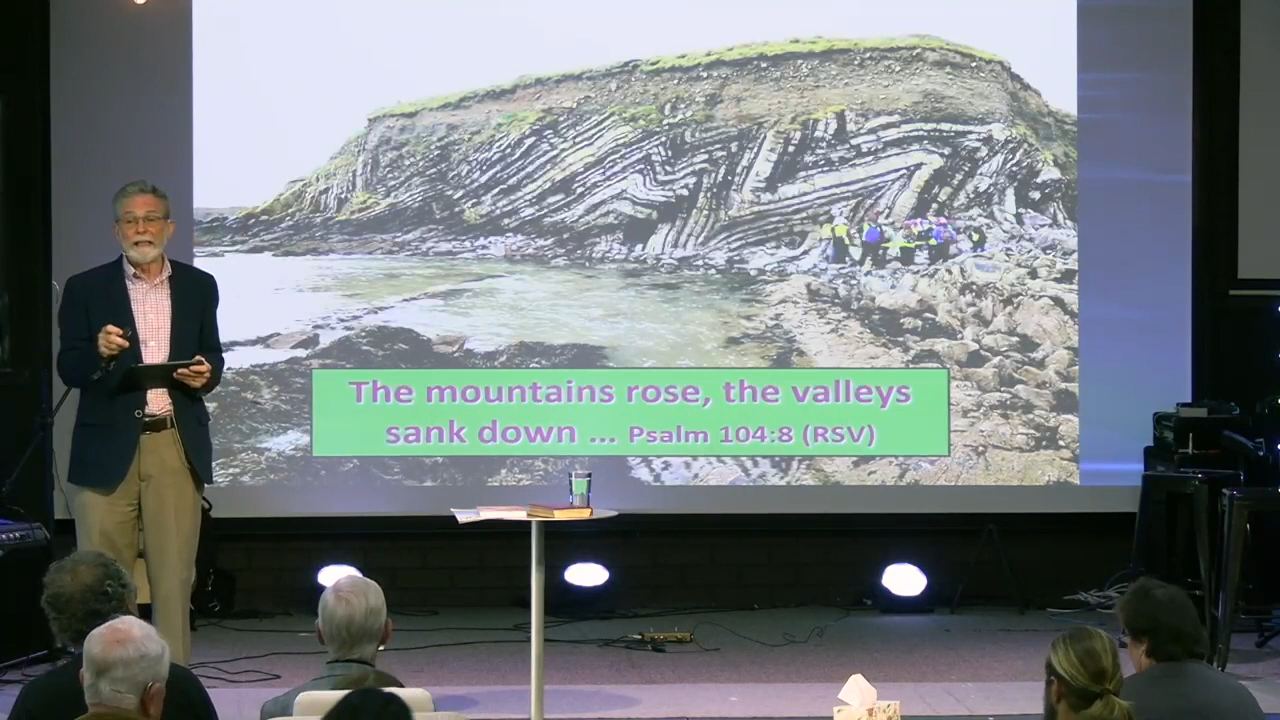 The mountains rose, the valleys
sank down ... Psalm 104:8 (RSV)